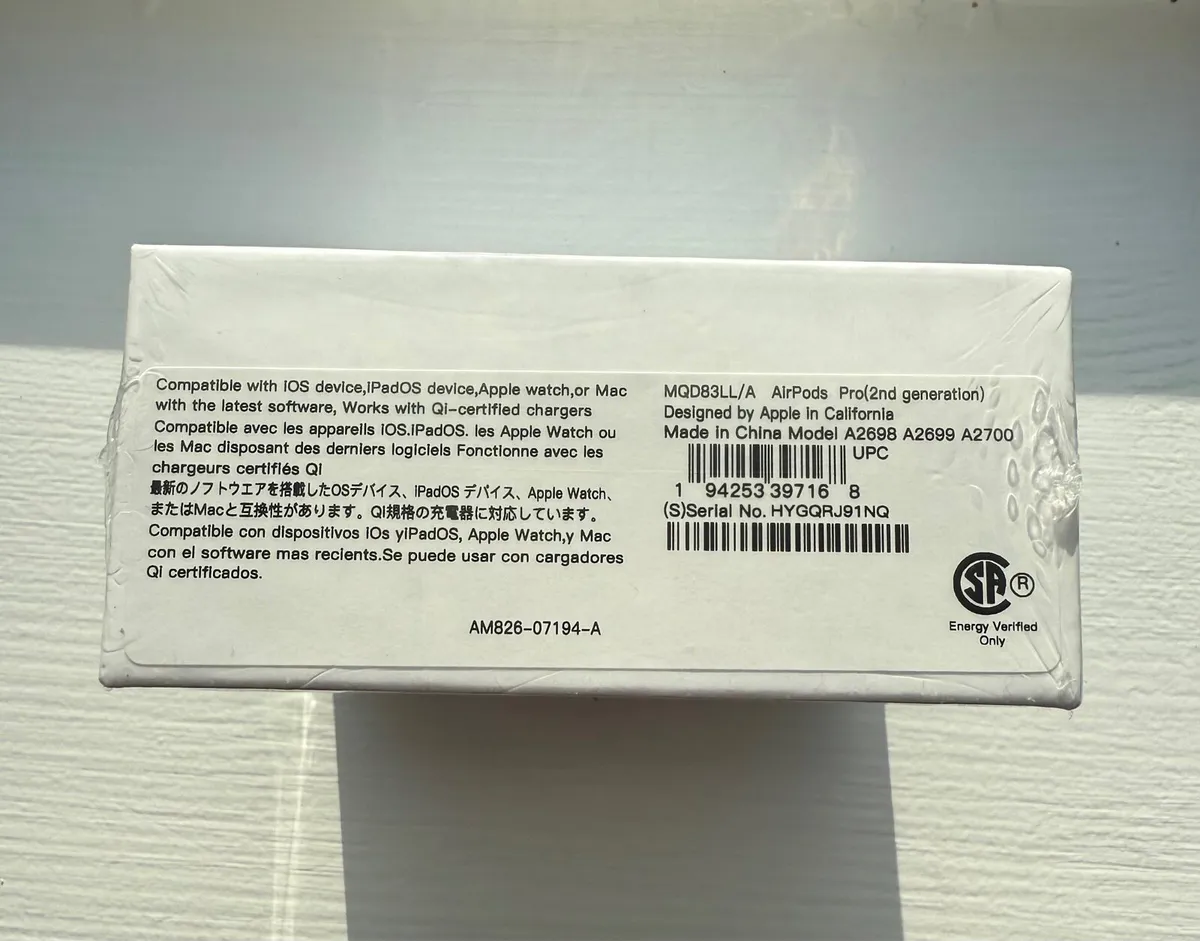 Compatible with iOS device,iPadOS device,Apple watch,or Mac
with the latest software, Works with Qi-certified chargers
Compatible avec les appareils iOS.iPadOS. les Apple Watch ou
les Mac disposant des derniers logiciels Fonctionne avec les
chargeurs certifiés Qi
最新のノフトウエアを搭載したOSデバイス、iPadOS デバイス、Apple Watch、
またはMacと互換性があります。QI規格の充電器に対応しています。
Compatible con dispositivos iOs yiPadOS, Apple Watch,y Mac
con el software mas recients.Se puede usar con cargadores
Qi certificados.
AM826-07194-A
MQD83LL/A AirPods Pro(2nd generation)
Designed by Apple in California
Made in China Model A2698 A2699 A2700
UPC
1 94253 39716 8
(S)Serial No. HYGQRJ91NQ
SA ®
Energy Verified
Only